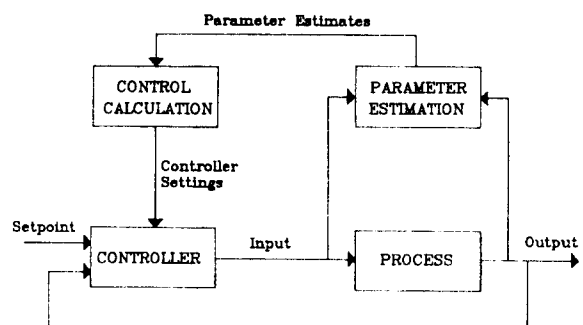 Parameter Estimates
CONTROL
CALCULATION
PARAMETER
ESTIMATION
Controller
Settings
Setpoint
CONTROLLER
Input
PROCESS
Output